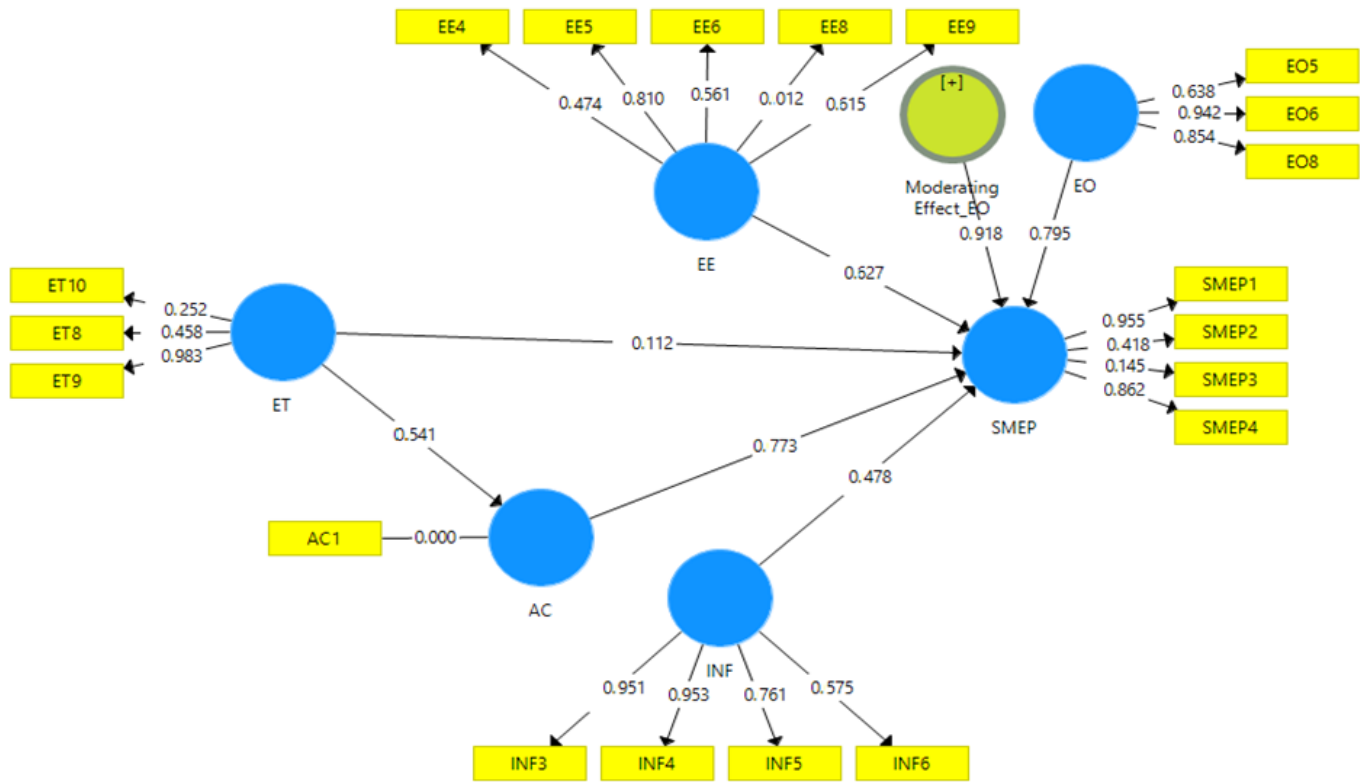 EE4
EE5
EE6
EE8
EE9
[+]
EO5
EO6
EO8
0.474
0.810
0.561
0.012
0.615
0.638
0.942
0.854
Moderating
Effect_EO
EO
0.918
0.795
EE
0.627
ET10
ET8
ET9
0.252
0.458
0.983
ET
0.112
SMEP1
SMEP2
SMEP3
SMEP4
0.955
0.418
0.145
0.862
SMEP
0.541
0.773
0.478
AC1
0.000
AC
INF
0.951
0.953
0.761
0.575
INF3
INF4
INF5
INF6